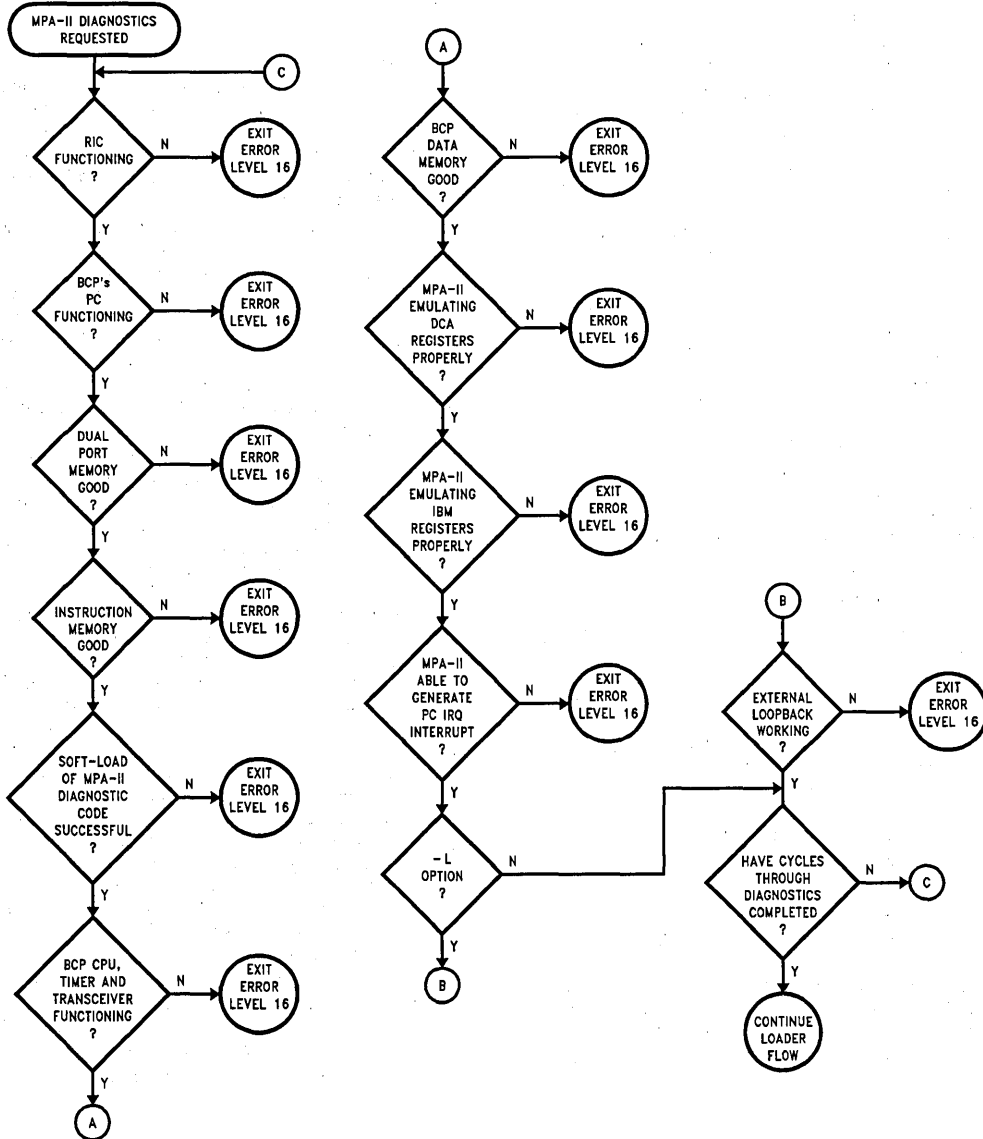 MPA-II DIAGNOSTICS
REQUESTED
C
RIC
FUNCTIONING
?
N
EXIT
ERROR
LEVEL 16
Y
BCP's
PC
FUNCTIONING
?
N
EXIT
ERROR
LEVEL 16
Y
DUAL
PORT
MEMORY
GOOD
?
N
EXIT
ERROR
LEVEL 16
Y
INSTRUCTION
MEMORY
GOOD
?
N
EXIT
ERROR
LEVEL 16
Y
SOFT-LOAD
OF MPA-II
DIAGNOSTIC
CODE
SUCCESSFUL
?
N
EXIT
ERROR
LEVEL 16
Y
BCP CPU,
TIMER AND
TRANSCEIVER
FUNCTIONING
?
N
EXIT
ERROR
LEVEL 16
Y
A
A
BCP
DATA
MEMORY
GOOD
?
N
EXIT
ERROR
LEVEL 16
Y
MPA-II
EMULATING
DCA
REGISTERS
PROPERLY
?
N
EXIT
ERROR
LEVEL 16
Y
MPA-II
EMULATING
IBM
REGISTERS
PROPERLY
?
N
EXIT
ERROR
LEVEL 16
Y
MPA-II
ABLE TO
GENERATE
PC IRQ
INTERRUPT
?
N
EXIT
ERROR
LEVEL 16
Y
-L
OPTION
?
N
Y
B
B
EXTERNAL
LOOPBACK
WORKING
?
N
EXIT
ERROR
LEVEL 16
Y
HAVE CYCLES
THROUGH
DIAGNOSTICS
COMPLETED
?
N
C
Y
CONTINUE
LOADER
FLOW